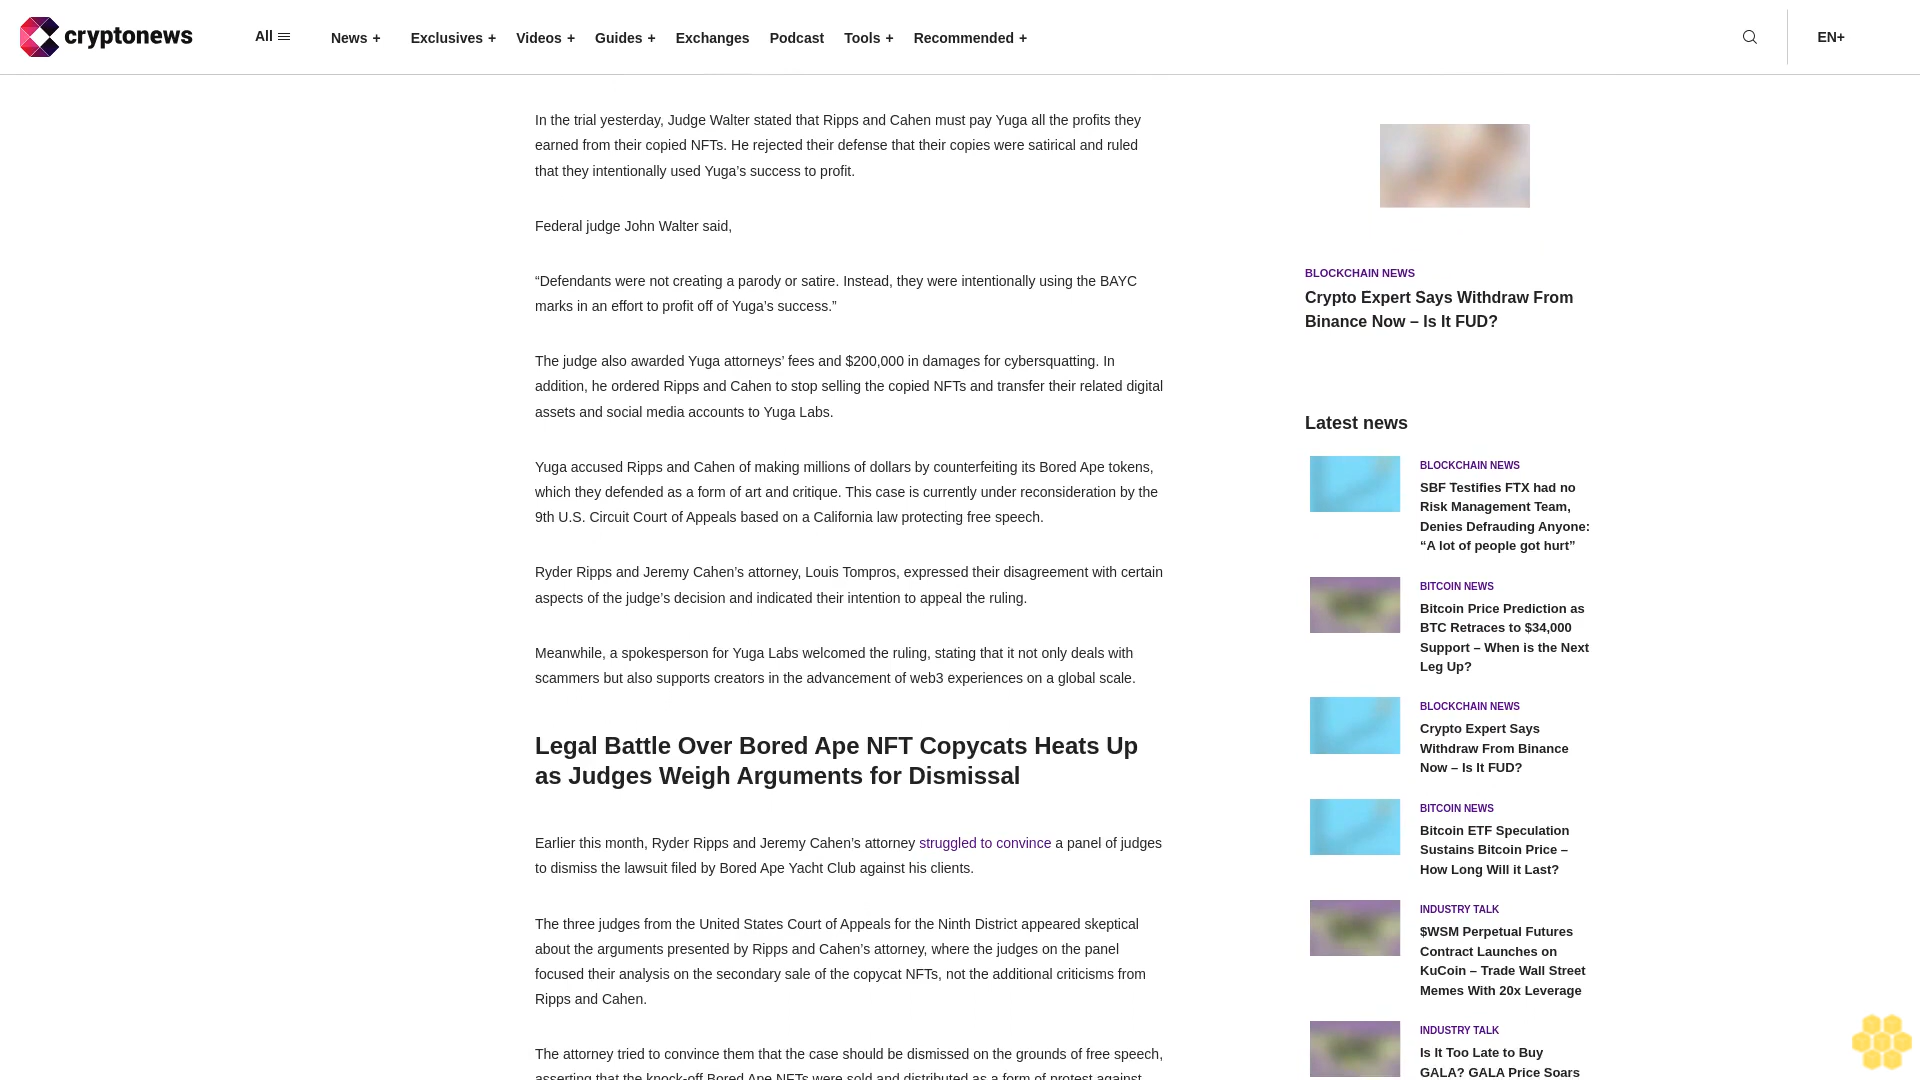 cryptonews
All
News +
Exclusives +
Videos +
Guides +
Exchanges
Podcast
Tools +
Recommended +
EN+
In the trial yesterday, Judge Walter stated that Ripps and Cahen must pay Yuga all the profits they
earned from their copied NFTs. He rejected their defense that their copies were satirical and ruled
that they intentionally used Yuga’s success to profit.
Federal judge John Walter said,
“Defendants were not creating a parody or satire. Instead, they were intentionally using the BAYC
marks in an effort to profit off of Yuga’s success.”
The judge also awarded Yuga attorneys’ fees and $200,000 in damages for cybersquatting. In
addition, he ordered Ripps and Cahen to stop selling the copied NFTs and transfer their related digital
assets and social media accounts to Yuga Labs.
Yuga accused Ripps and Cahen of making millions of dollars by counterfeiting its Bored Ape tokens,
which they defended as a form of art and critique. This case is currently under reconsideration by the
9th U.S. Circuit Court of Appeals based on a California law protecting free speech.
Ryder Ripps and Jeremy Cahen’s attorney, Louis Tompros, expressed their disagreement with certain
aspects of the judge’s decision and indicated their intention to appeal the ruling.
Meanwhile, a spokesperson for Yuga Labs welcomed the ruling, stating that it not only deals with
scammers but also supports creators in the advancement of web3 experiences on a global scale.
Legal Battle Over Bored Ape NFT Copycats Heats Up
as Judges Weigh Arguments for Dismissal
Earlier this month, Ryder Ripps and Jeremy Cahen’s attorney struggled to convince a panel of judges
to dismiss the lawsuit filed by Bored Ape Yacht Club against his clients.
The three judges from the United States Court of Appeals for the Ninth District appeared skeptical
about the arguments presented by Ripps and Cahen’s attorney, where the judges on the panel
focused their analysis on the secondary sale of the copycat NFTs, not the additional criticisms from
Ripps and Cahen.
The attorney tried to convince them that the case should be dismissed on the grounds of free speech,
asserting that the knock-off Bored Ape NFTs were sold and distributed as a form of protest against
BLOCKCHAIN NEWS
Crypto Expert Says Withdraw From
Binance Now – Is It FUD?
Latest news
BLOCKCHAIN NEWS
SBF Testifies FTX had no
Risk Management Team,
Denies Defrauding Anyone:
“A lot of people got hurt”
BITCOIN NEWS
Bitcoin Price Prediction as
BTC Retraces to $34,000
Support – When is the Next
Leg Up?
BLOCKCHAIN NEWS
Crypto Expert Says
Withdraw From Binance
Now – Is It FUD?
BITCOIN NEWS
Bitcoin ETF Speculation
Sustains Bitcoin Price –
How Long Will it Last?
INDUSTRY TALK
$WSM Perpetual Futures
Contract Launches on
KuCoin – Trade Wall Street
Memes With 20x Leverage
INDUSTRY TALK
Is It Too Late to Buy
GALA? GALA Price Soars